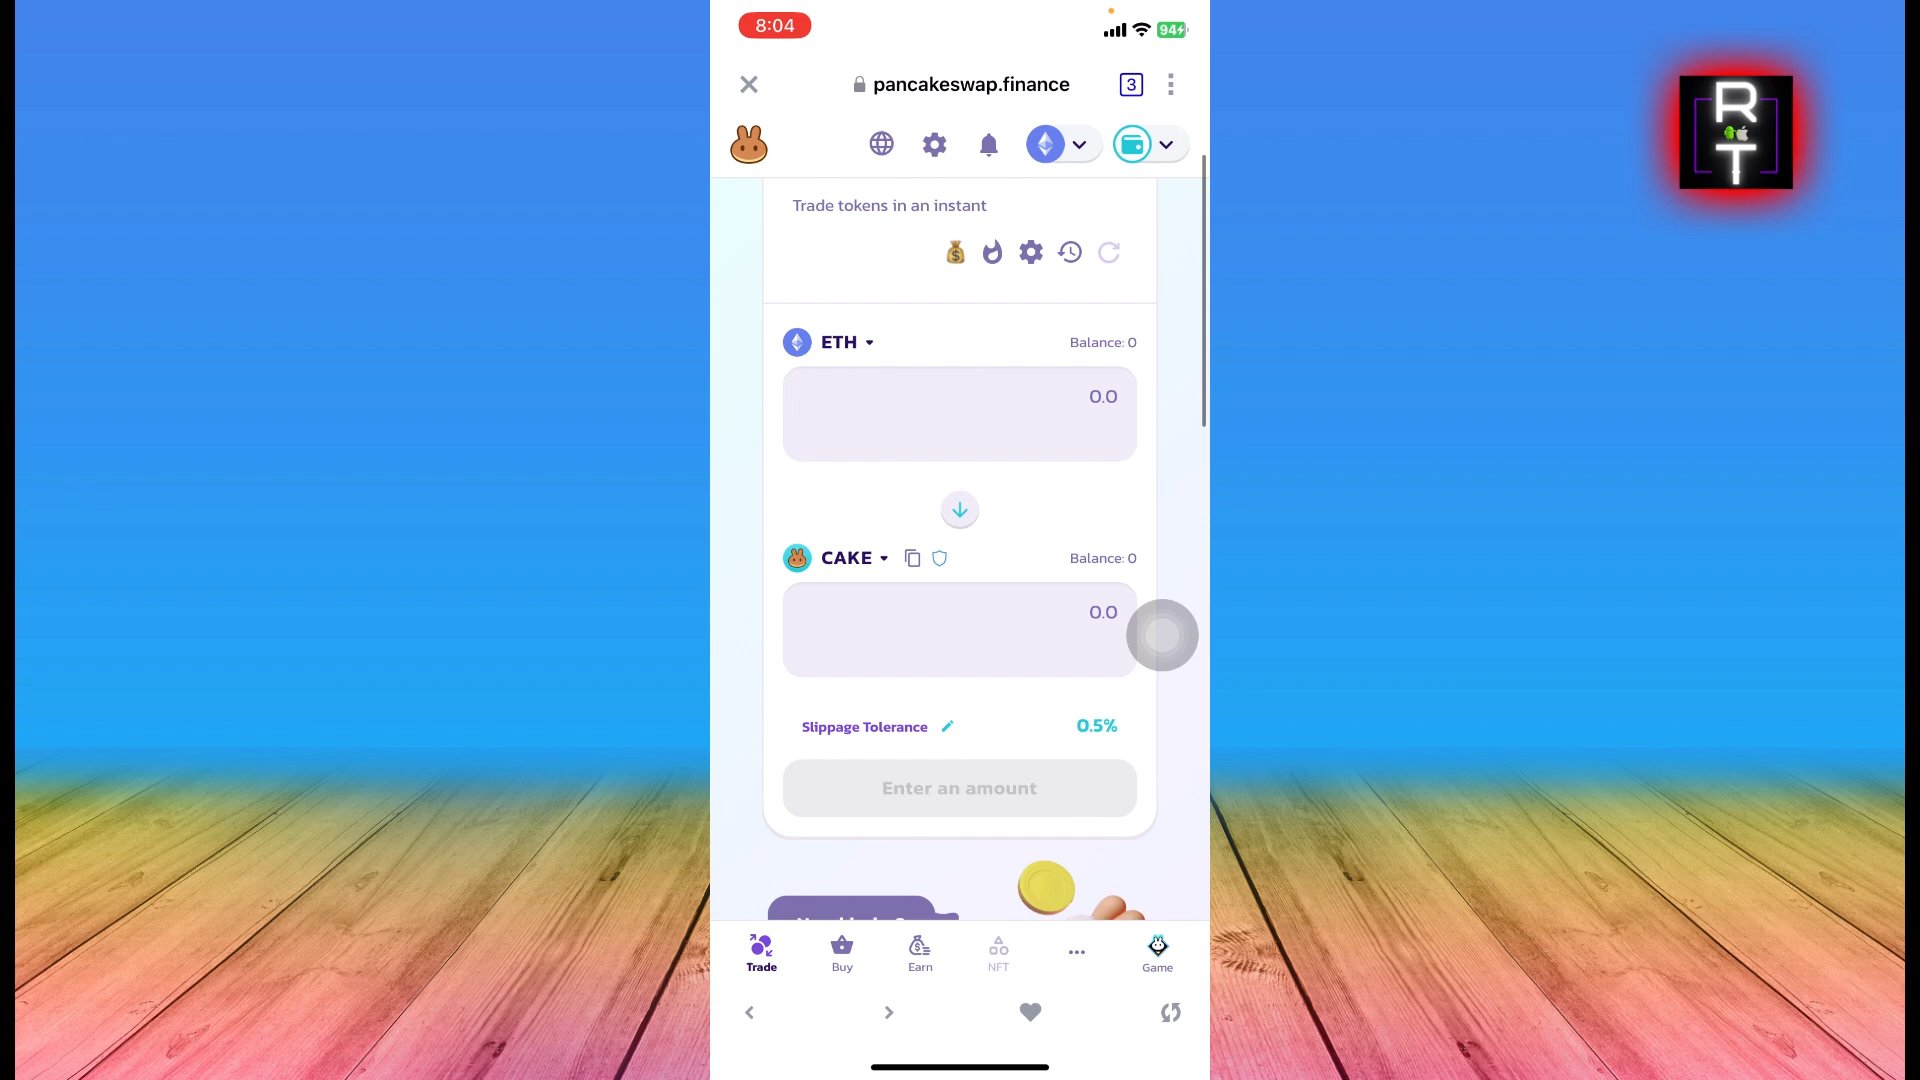 8:04
94
pancakeswap.finance
3
R
T
Trade tokens in an instant
ETH
Balance: 0
0.0
CAKE
Balance: 0
0.0
Slippage Tolerance
0.5%
Enter an amount
Trade
Buy
Earn
NFT
Game